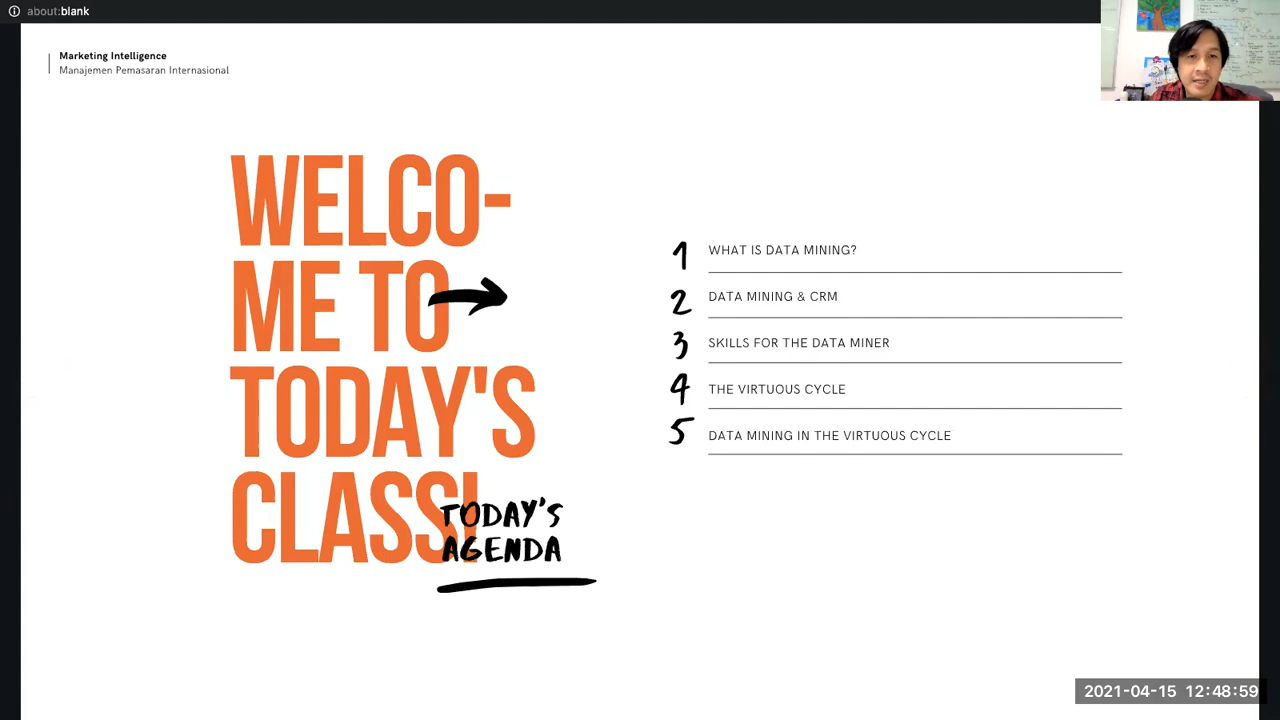 about:blank
Marketing Intelligence
Manajemen Pemasaran Internasional
WELCO-
ME TO
TODAY'S
CLASS!
TODAY'S
AGENDA
1 WHAT IS DATA MINING?
2 DATA MINING & CRM
3 SKILLS FOR THE DATA MINER
4 THE VIRTUOUS CYCLE
5 DATA MINING IN THE VIRTUOUS CYCLE
2021-04-15 12:48:59